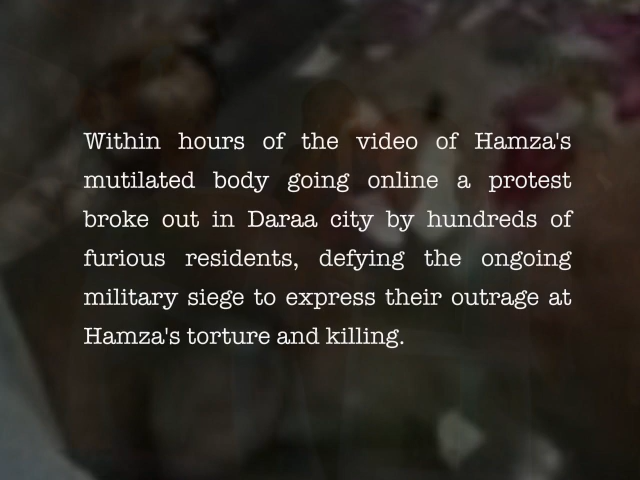 Within hours of the video of Hamza's
mutilated body going online a protest
broke out in Daraa city by hundreds of
furious residents, defying the ongoing
military siege to express their outrage at
Hamza's torture and killing.